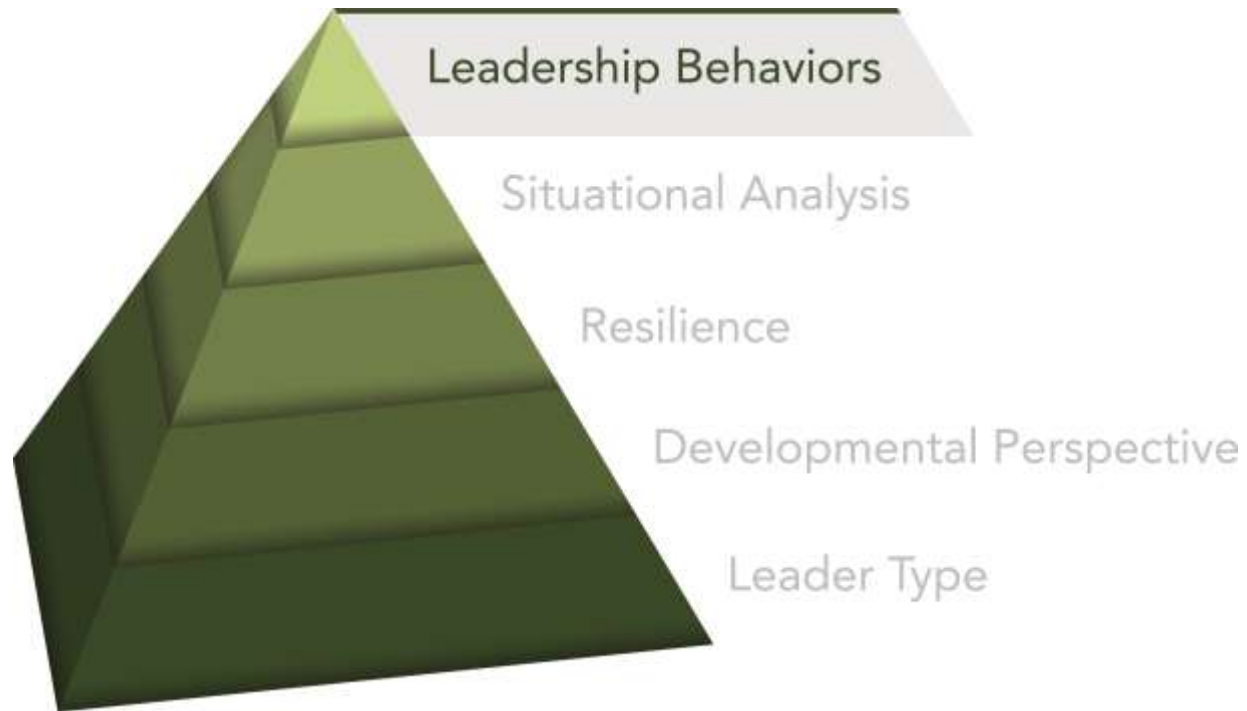 Leadership Behaviors
Situational Analysis
Resilience
Developmental Perspective
Leader Type